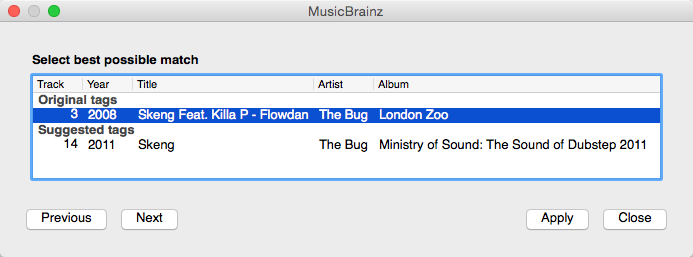 MusicBrainz
Select best possible match
Track Year Title Artist Album
Original tags
3 2008 Skeng Feat. Killa P - Flowdan The Bug London Zoo
Suggested tags
14 2011 Skeng The Bug Ministry of Sound: The Sound of Dubstep 2011
Previous Next Apply Close